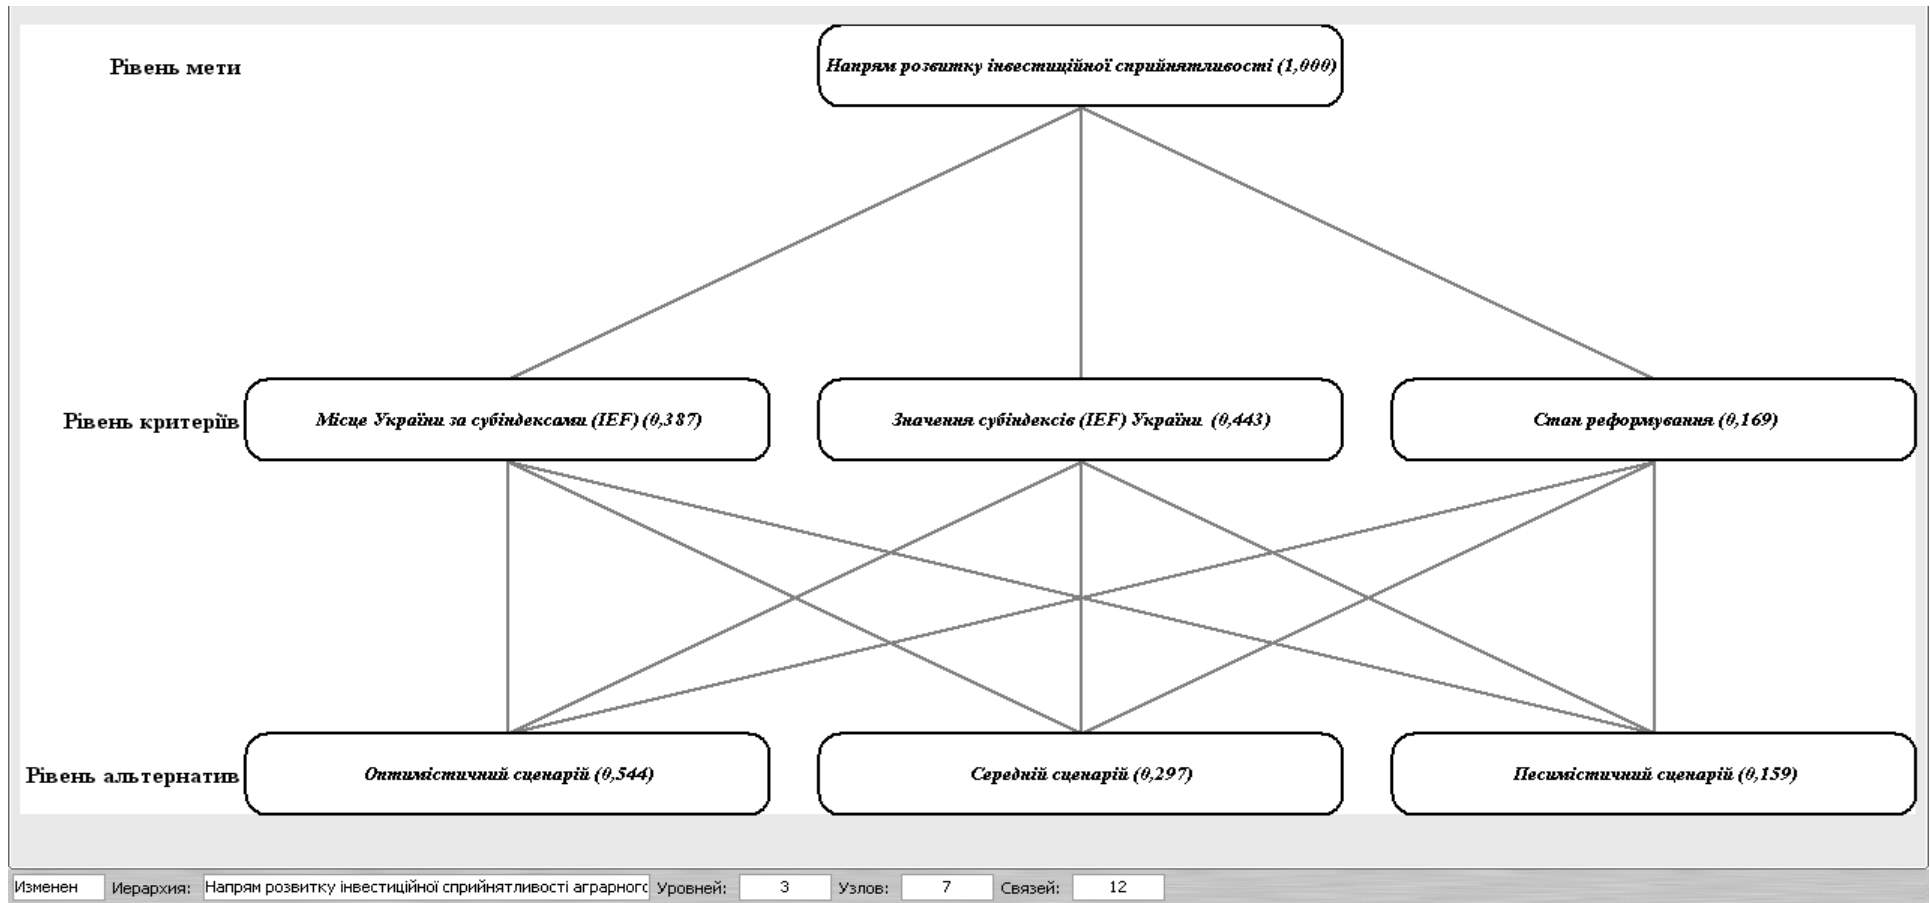 Рівень мети
Напрям розвитку інвестиційної сприйнятливості (1,000)
Рівень критеріїв
Місце України за субіндексами (IEF) (0,387)
Значення субіндексів (IEF) України (0,443)
Стан реформування (0,169)
Рівень альтернатив
Оптимістичний сценарій (0,544)
Середній сценарій (0,297)
Песимістичний сценарій (0,159)
Изменен Иерархия: Напрям розвитку інвестиційної сприйнятливості аграрногс Уровней: 3 Узлов: 7 Связей: 12